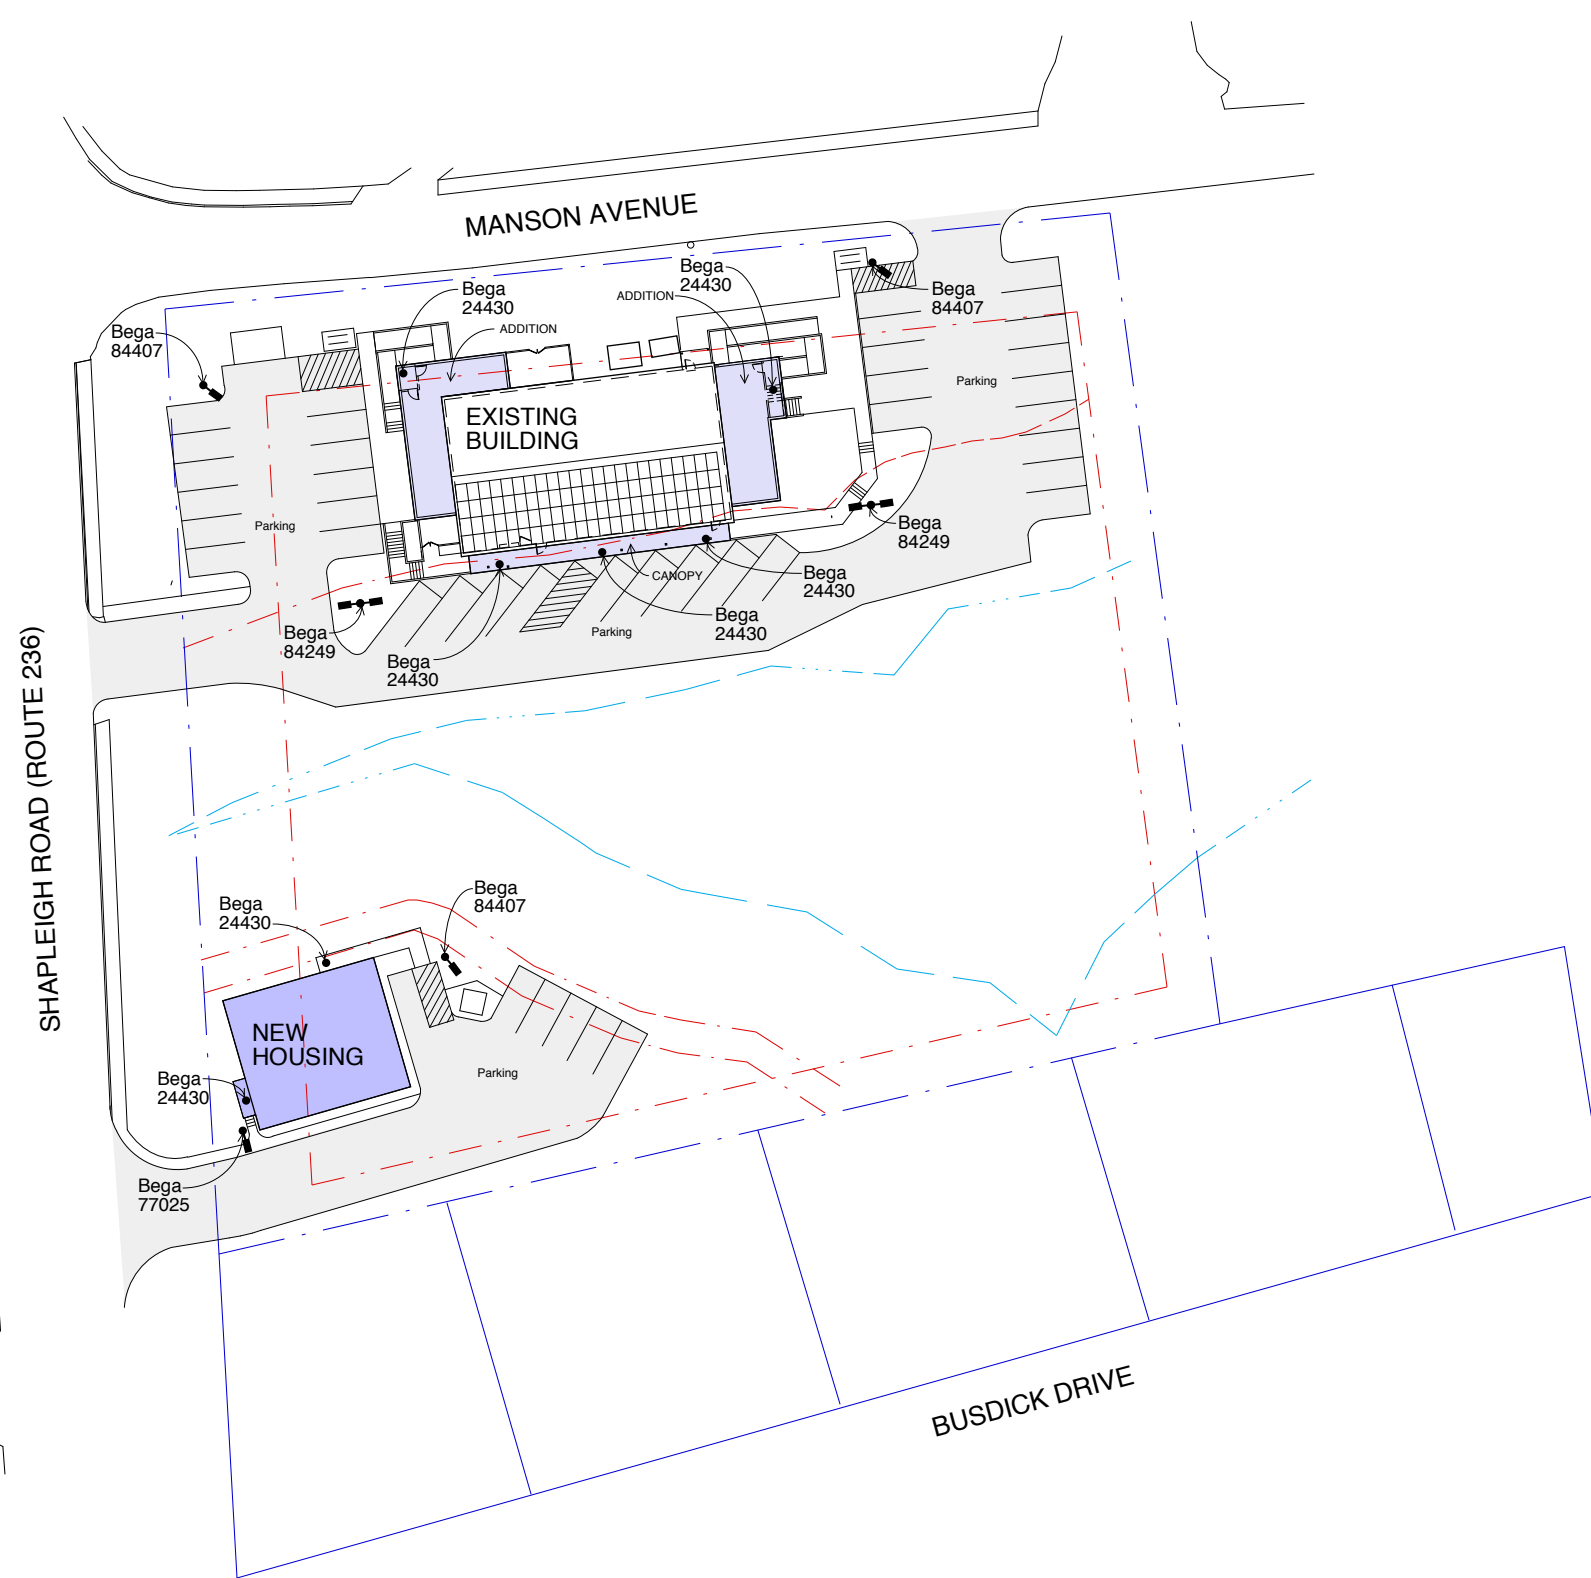 MANSON AVENUE
Bega
24430
ADDITION
Bega
24430
ADDITION
Bega
84407
Bega
84407
EXISTING
BUILDING
Parking
Parking
Bega
84249
CANOPY
Bega
24430
Bega
24430
Parking
Bega
84249
Bega
24430
SHAPLEIGH ROAD (ROUTE 236)
Bega
24430
Bega
84407
NEW
HOUSING
Parking
Bega
24430
Bega
77025
BUSDICK DRIVE